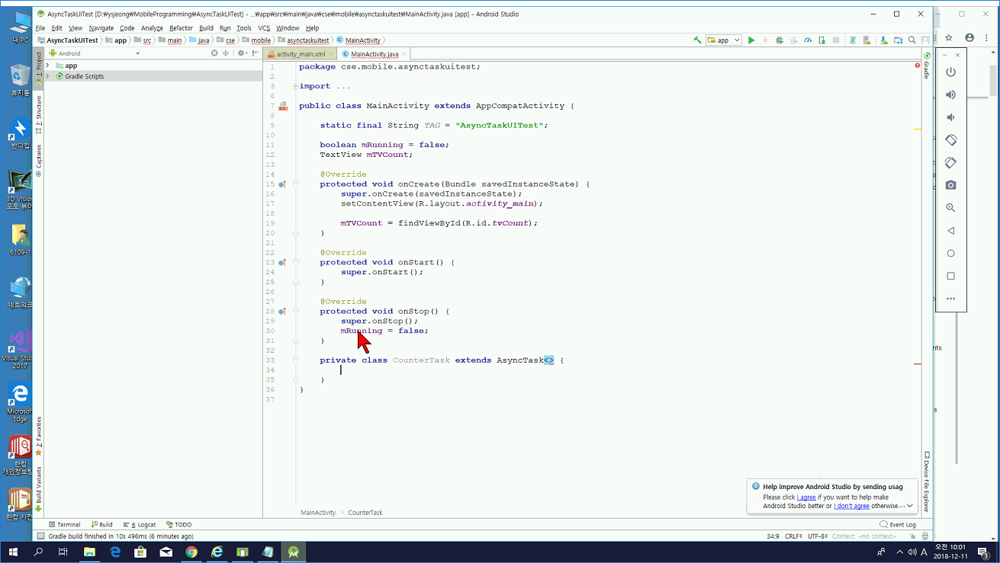 AsyncTaskUITest [D:₩ysjeong₩MobileProgramming₩AsyncTaskUITest] - ...₩app₩src₩main₩java₩cse₩mobile₩asynctaskuitest₩MainActivity.java [app] - Android Studio
File Edit View Navigate Code Analyze Refactor Build Run Tools VCS Window Help
AsyncTaskUITest app src main java cse mobile asynctaskuitest MainActivity
app
Android
activity_main.xml
MainActivity.java
app
Gradle Scripts
1: Project
Z: Structure
Captures
2: Favorites
Build Variants
Gradle
Device File Explorer
내 PC
휴지통
반디집
3D Vision
포토 뷰어
6109-1
네트워크
Visual Stu
2017
Microsof
Edge
한컴
개인정보탐
한컴 사전
1 package cse.mobile.asynctaskuitest;
2
3 import ...
6
7 public class MainActivity extends AppCompatActivity {
8
9 static final String TAG = "AsyncTaskUITest";
10
11 boolean mRunning = false;
12 TextView mTVCount;
13
14 @Override
15 protected void onCreate(Bundle savedInstanceState) {
16 super.onCreate(savedInstanceState);
17 setContentView(R.layout.activity_main);
18
19 mTVCount = findViewById(R.id.tvCount);
20 }
21
22 @Override
23 protected void onStart() {
24 super.onStart();
25 }
26
27 @Override
28 protected void onStop() {
29 super.onStop();
30 mRunning = false;
31 }
32
33 private class CounterTask extends AsyncTask<> {
34
35 }
36 }
37
Help improve Android Studio by sending usag
Please click I agree if you want to help make
Android Studio better or I don't agree otherwise....
MainActivity CounterTask
Terminal Build 6: Logcat TODO Event Log
Gradle build finished in 10s 496ms (6 minutes ago) 34:9 CRLF UTF-8 Context: <no context>
nts
s
A
오전 10:01
2018-12-11
3